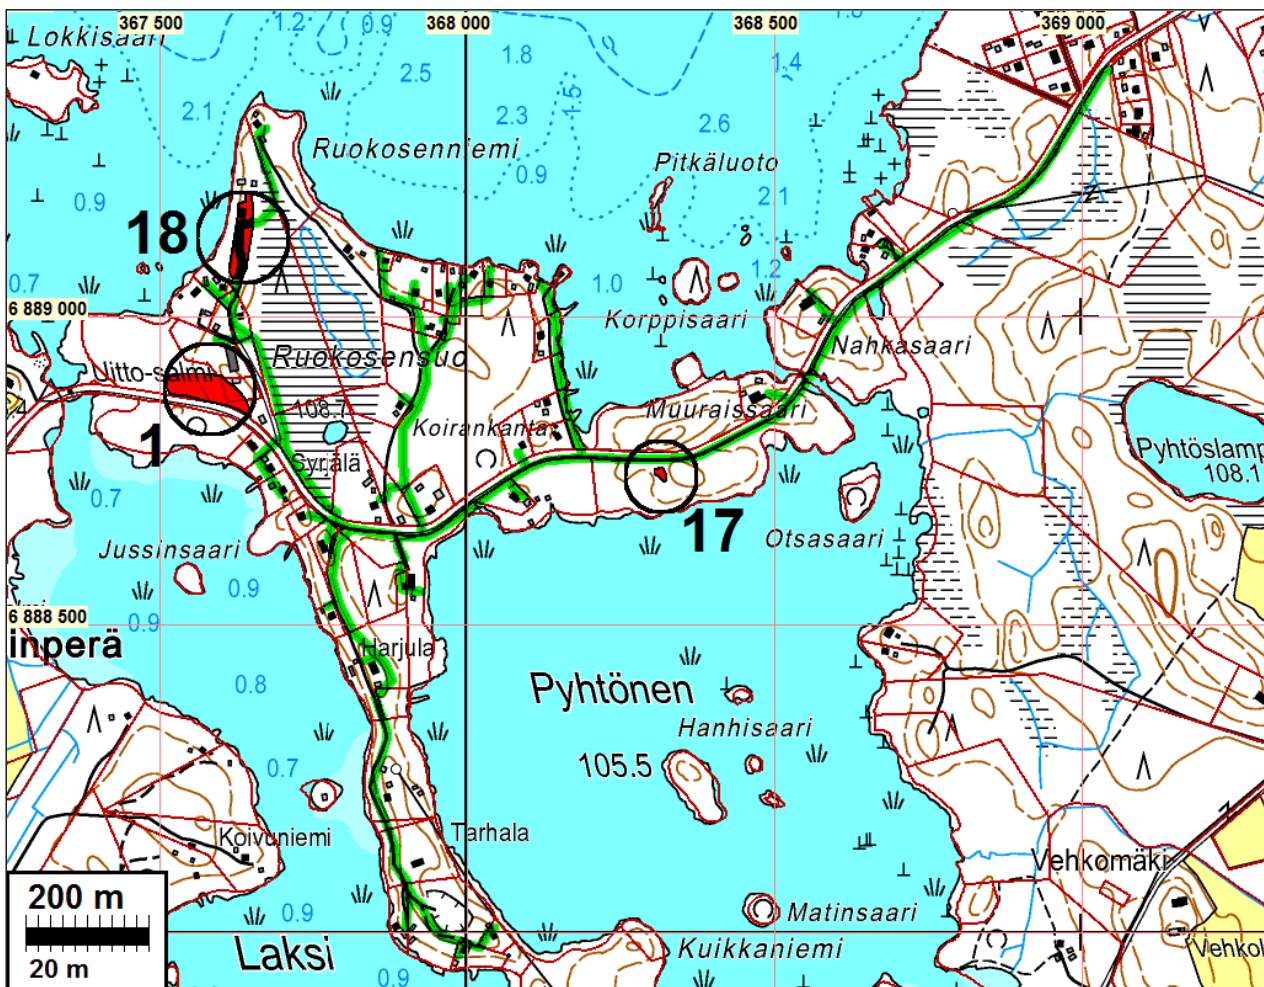 367 500
368 000
368 500
369 000
Lokkisaari
1.2
0.9
1.8
1.4
2.5
2.1
2.3
1.5
2.6
Ruokosenniemi
Pitkäluoto
0.9
0.9
2.1
18
0.7
1.0
1.2
6 889 000
Korppisaari
Nahkasaari
Ruokosensuo
Uitto-salmi
108.7
Muuraissaari
Koirankanta
1
Syrjälä
Pyhtöslamp
108.1
0.7
17
Otsasaari
Jussinsaari
0.9
6 888 500
0.9
inperä
Harjula
0.8
Pyhtönen
Hanhisaari
105.5
0.7
Koivuniemi
Tarhala
Vehkomäki
200 m
20 m
0.9
Matinsaari
Laksi
Kuikkaniemi
Vehkol
0.9